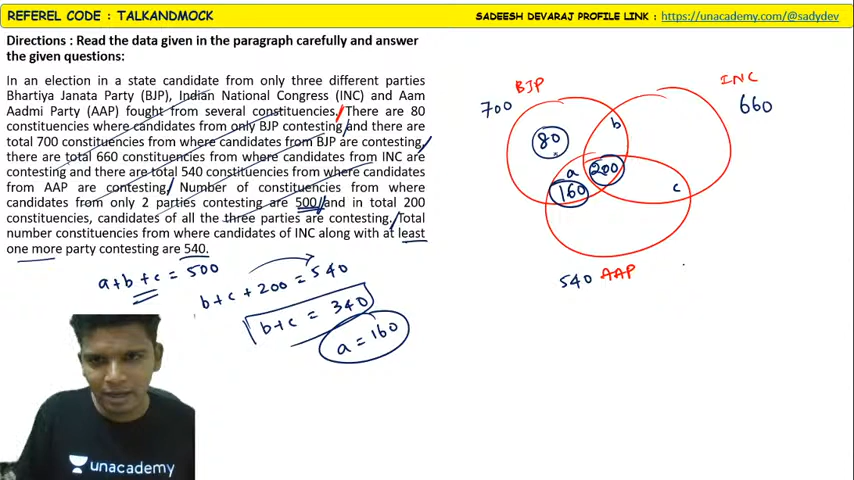 REFEREL CODE : TALKANDMOCK
SADEESH DEVARAJ PROFILE LINK : https://unacademy.com/@sadydev
Directions : Read the data given in the paragraph carefully and answer
the given questions:
In an election in a state candidate from only three different parties
Bhartiya Janata Party (BJP), Indian National Congress (INC) and Aam
Aadmi Party (AAP) fought from several constituencies. There are 80
constituencies where candidates from only BJP contesting and there are
total 700 constituencies from where candidates from BJP are contesting,
there are total 660 constituencies from where candidates from INC are
contesting and there are total 540 constituencies from where candidates
from AAP are contesting. Number of constituencies from where
candidates from only 2 parties contesting are 500 and in total 200
constituencies, candidates of all the three parties are contesting. Total
number constituencies from where candidates of INC along with at least
one more party contesting are 540.
a+b+c = 500
b+c+200 = 540
b+c = 340
a = 160
BJP
700
INC
660
80
b
a
200
160
c
540 AAP
unacademy